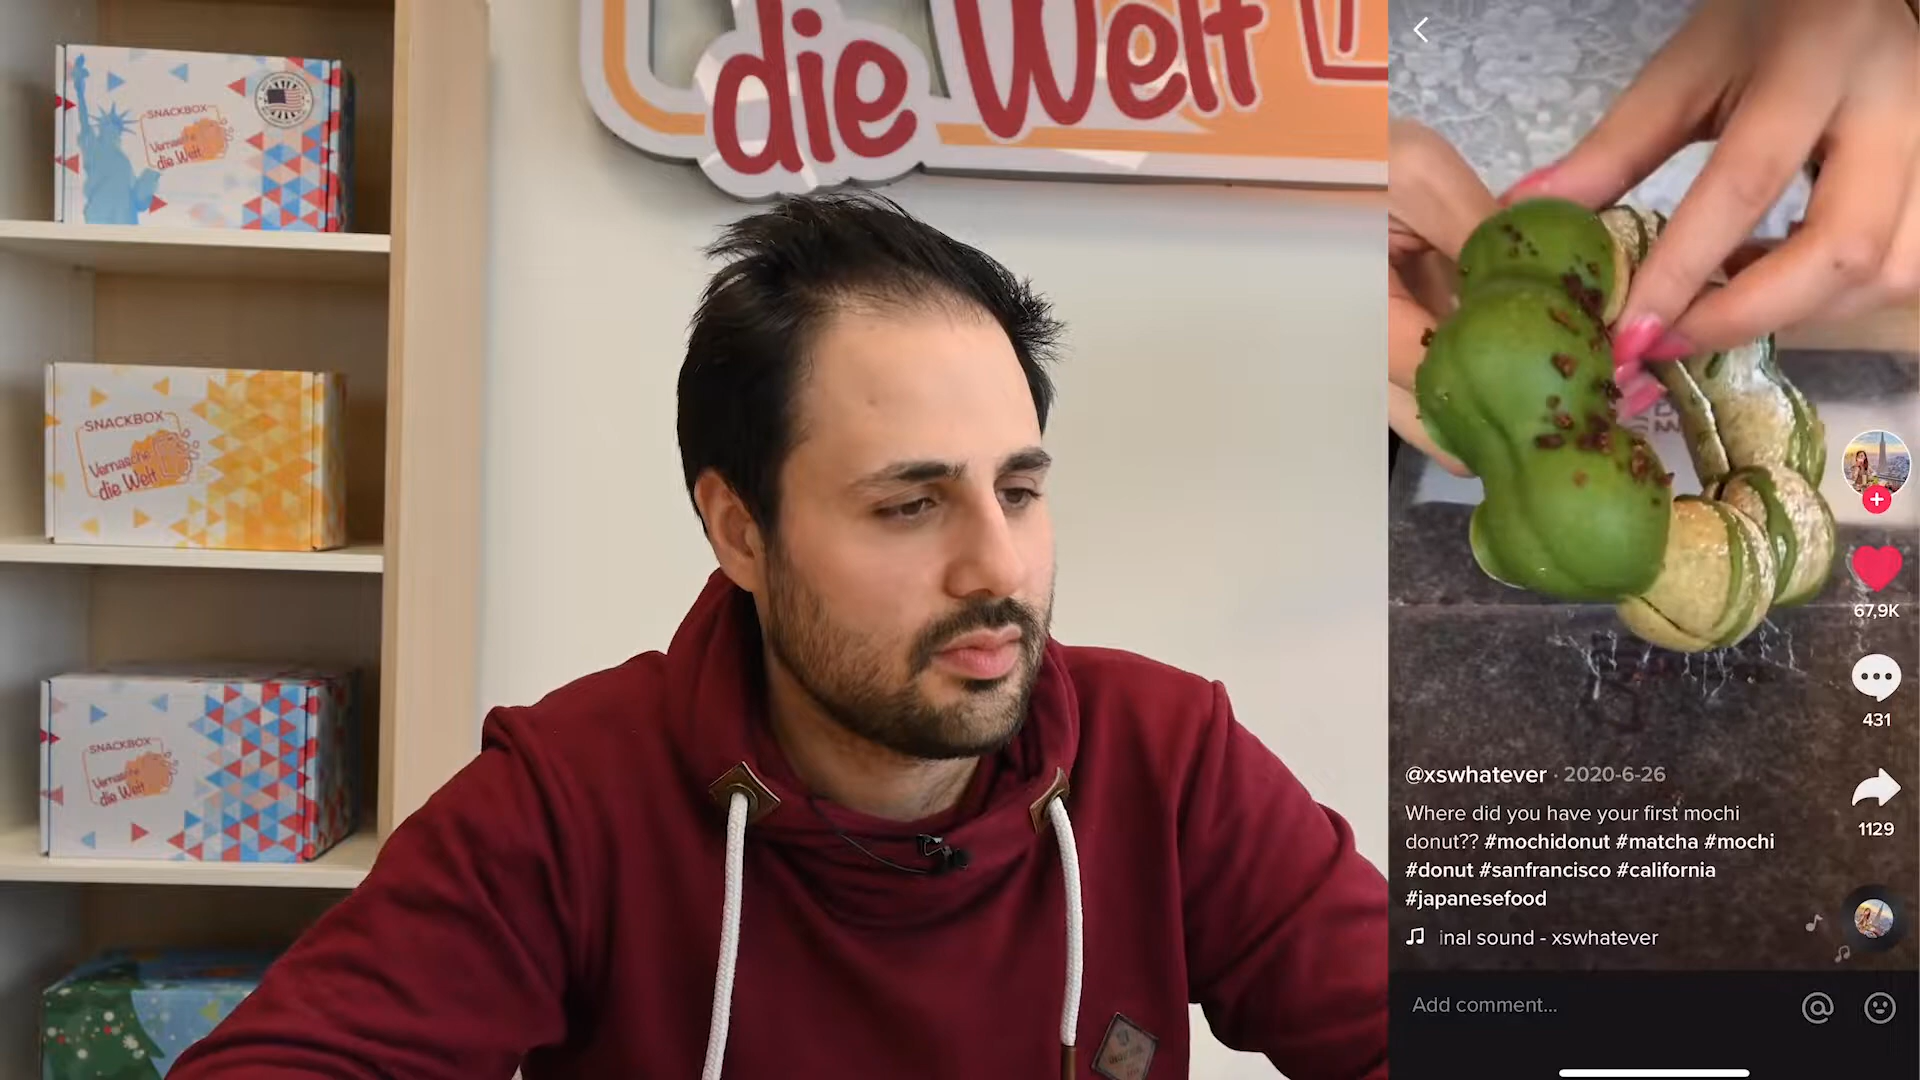 die Welt
SNACKBOX
Vernasche
die Welt
SNACKBOX
Vernasche
die Welt
SNACKBOX
Vernasche
die Welt
67,9K
431
1129
@xswhatever · 2020-6-26
Where did you have your first mochi
donut?? #mochidonut #matcha #mochi
#donut #sanfrancisco #california
#japanesefood
inal sound - xswhatever
Add comment...